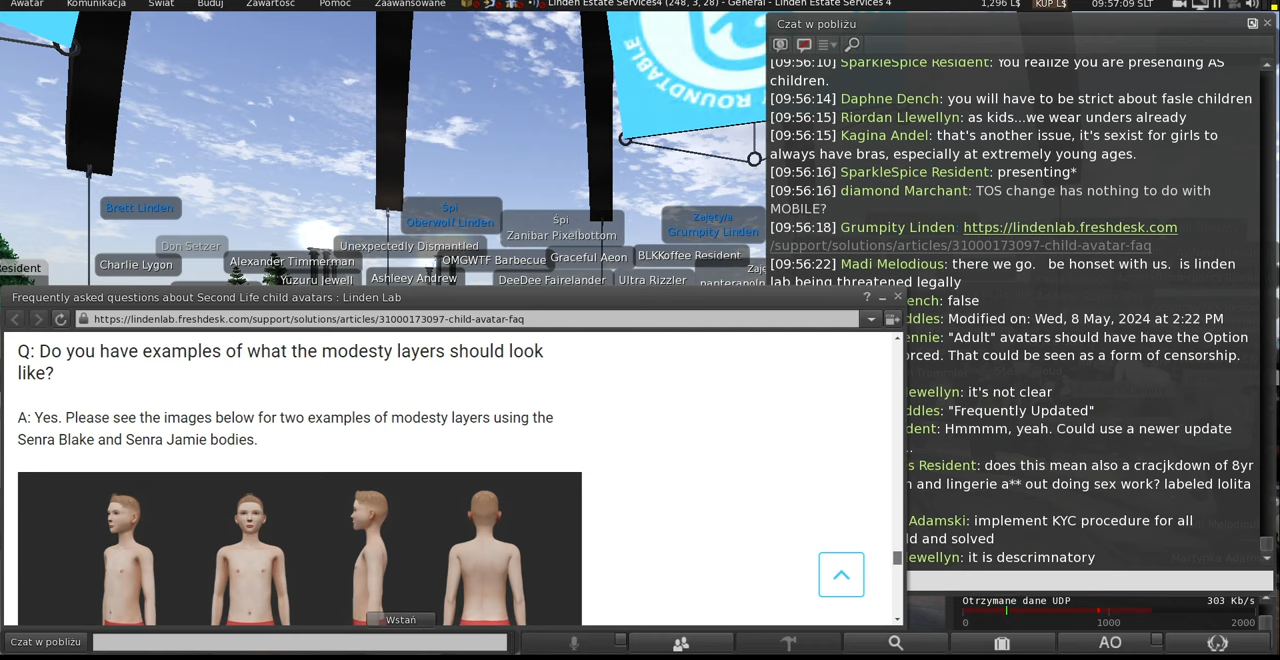 Awatar Komunikacja Świat Buduj Zawartość Pomoc Zaawansowane
Linden Estate Services4 (248, 3, 28) - General - Linden Estate Services 4
1,296 L$ KUP L$ 09:57:09 SLT
ROUNDTABLE
Brett Linden
Śpi
Oberwolf Linden
Śpi
Zanibar Pixelbottom
Zajęty/a
Grumpity Linden
Don Setzer
Unexpectedly Dismantled
Resident
Charlie Lygon
Alexander Timmerman
OMGWTF Barbecue
Graceful Aeon
BLKKoffee Resident
Yuzuru Jewell
Ashley Andrew
DeeDee Fairelander
Ultra Rizzler
Czat w pobliżu
[09:56:10] SparkleSpice Resident: You realize you are presending AS
children.
[09:56:14] Daphne Dench: you will have to be strict about fasle children
[09:56:15] Riordan Llewellyn: as kids...we wear unders already
[09:56:15] Kagina Andel: that's another issue, it's sexist for girls to
always have bras, especially at extremely young ages.
[09:56:16] SparkleSpice Resident: presenting*
[09:56:16] diamond Marchant: TOS change has nothing to do with
MOBILE?
[09:56:18] Grumpity Linden: https://lindenlab.freshdesk.com
/support/solutions/articles/31000173097-child-avatar-faq
[09:56:22] Madi Melodious: there we go. be honset with us. is linden
lab being threatened legally
ench: false
ddles: Modified on: Wed, 8 May, 2024 at 2:22 PM
ennie: "Adult" avatars should have have the Option
orced. That could be seen as a form of censorship.
ewellyn: it's not clear
ddles: "Frequently Updated"
dent: Hmmmm, yeah. Could use a newer update
..
s Resident: does this mean also a cracjkdown of 8yr
n and lingerie a** out doing sex work? labeled lolita
Adamski: implement KYC procedure for all
ld and solved
ewellyn: it is descrimnatory
Frequently asked questions about Second Life child avatars : Linden Lab
https://lindenlab.freshdesk.com/support/solutions/articles/31000173097-child-avatar-faq
Q: Do you have examples of what the modesty layers should look
like?
A: Yes. Please see the images below for two examples of modesty layers using the
Senra Blake and Senra Jamie bodies.
Wstań
Otrzymane dane UDP 303 Kb/s
0 1000 2000
Czat w pobliżu
AO